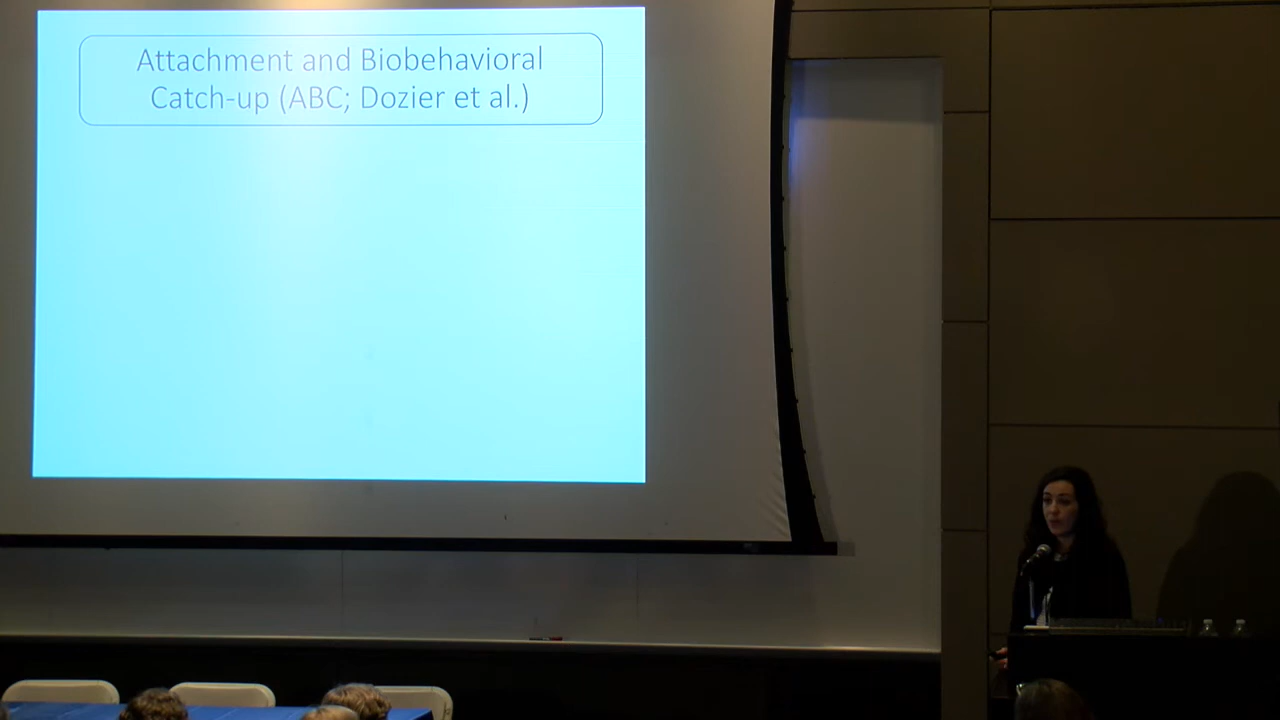 Attachment and Biobehavioral
Catch-up (ABC; Dozier et al.)